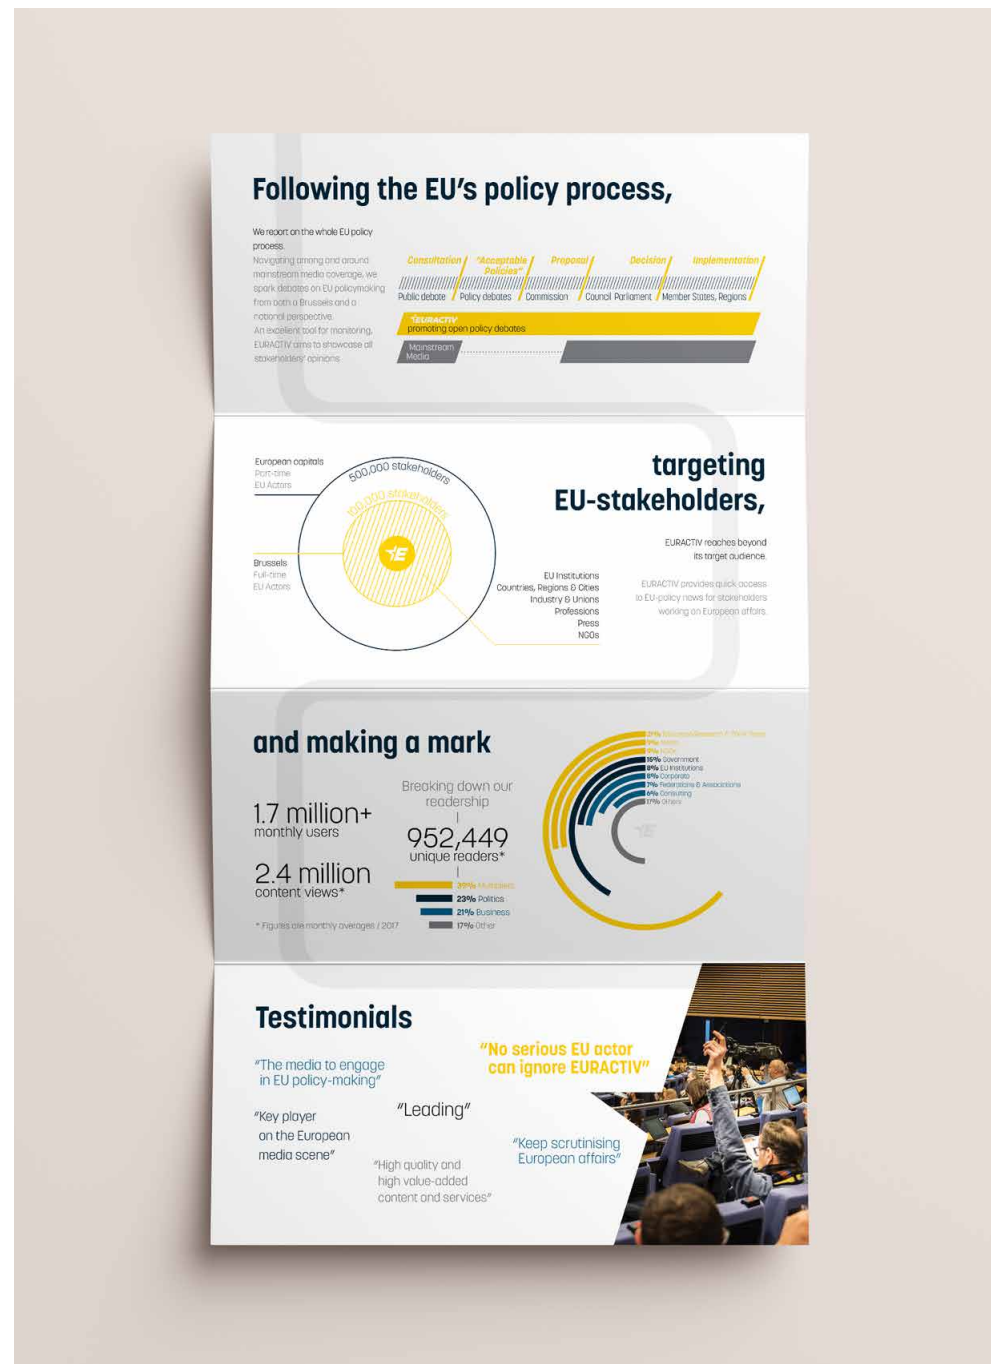 Following the EU's policy process,
We report on the whole EU policy
process.
Navigating among and around
mainstream media coverage, we
spark debates on EU policymaking
from both a Brussels and a
national perspective.
An excellent tool for monitoring,
EURACTIV aims to showcase all
stakeholders' opinions.
Consultation
"Acceptable
Policies"
Proposal
Decision
Implementation
Public debate
Policy debates
Commission
Council Parliament
Member States, Regions
EURACTIV
promoting open policy debates
Mainstream
Media
European capitals
Part-time
EU Actors
500,000 stakeholders
100,000 stakeholders
E
Brussels
Full-time
EU Actors
EU Institutions
Countries, Regions & Cities
Industry & Unions
Professions
Press
NGOs
targeting
EU-stakeholders,
EURACTIV reaches beyond
its target audience.
EURACTIV provides quick access
to EU-policy news for stakeholders
working on European affairs.
and making a mark
1.7 million+
monthly users
2.4 million
content views*
* Figures are monthly averages / 2017
Breaking down our
readership
952,449
unique readers*
39% Multipliers
23% Politics
21% Business
17% Other
9%
9% NGOs
15% Government
8% EU Institutions
8% Corporate
7% Federations & Associations
6% Consulting
17% Others
Testimonials
"The media to engage
in EU policy-making"
"No serious EU actor
can ignore EURACTIV"
"Key player
on the European
media scene"
"Leading"
"Keep scrutinising
European affairs"
"High quality and
high value-added
content and services"